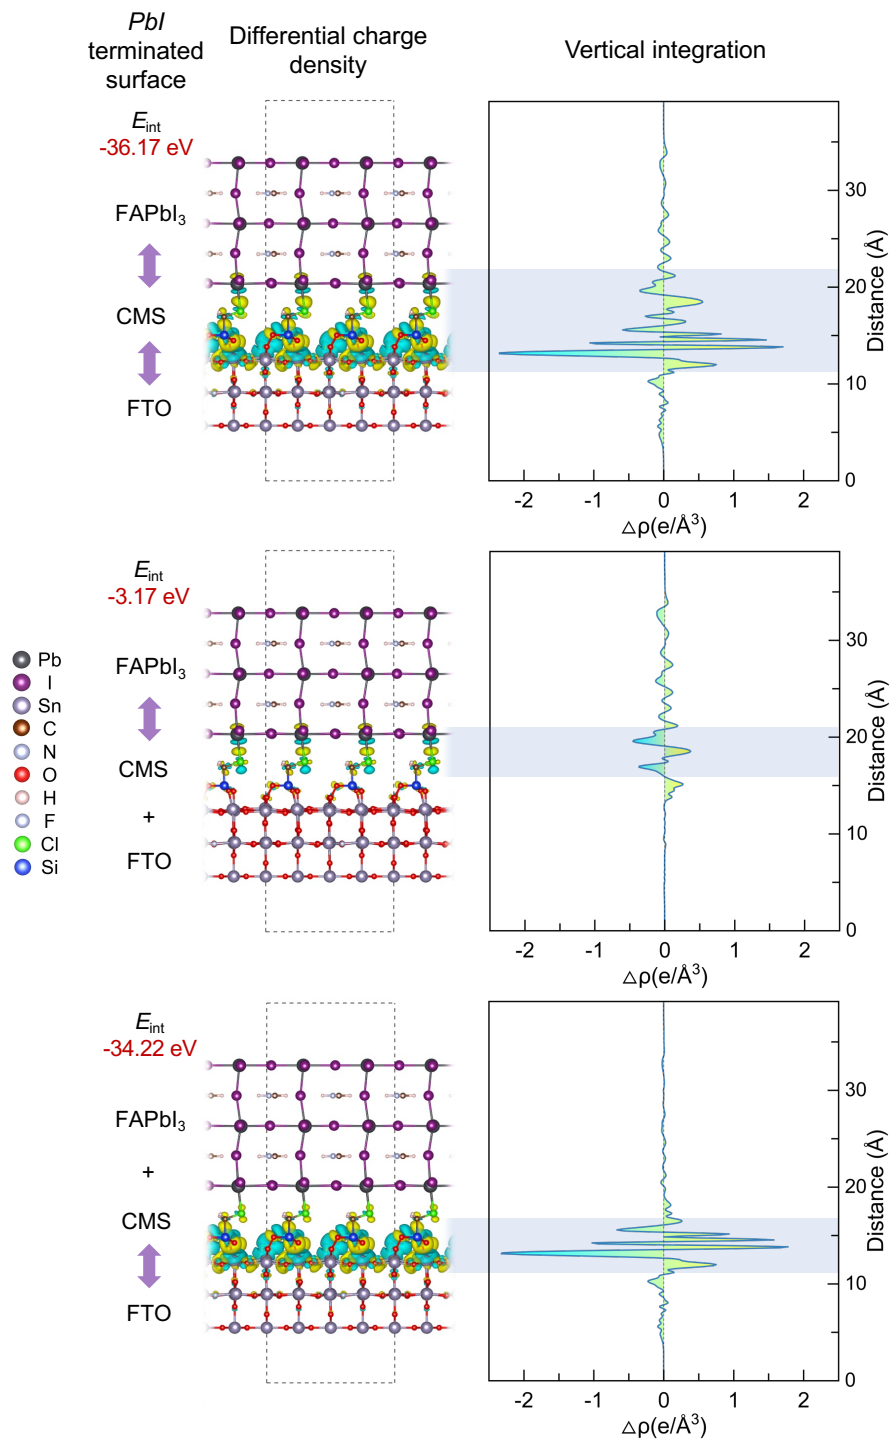 PbI
terminated
surface
Differential charge
density
Vertical integration
E_int
-36.17 eV
FAPbI₃
CMS
FTO
30
20
10
0
Distance (Å)
-2
-1
0
1
2
△ρ(e/Å³)
E_int
-3.17 eV
FAPbI₃
CMS
+
FTO
30
20
10
0
Distance (Å)
-2
-1
0
1
2
△ρ(e/Å³)
Pb
I
Sn
C
N
O
H
F
Cl
Si
E_int
-34.22 eV
FAPbI₃
+
CMS
FTO
30
20
10
0
Distance (Å)
-2
-1
0
1
2
△ρ(e/Å³)